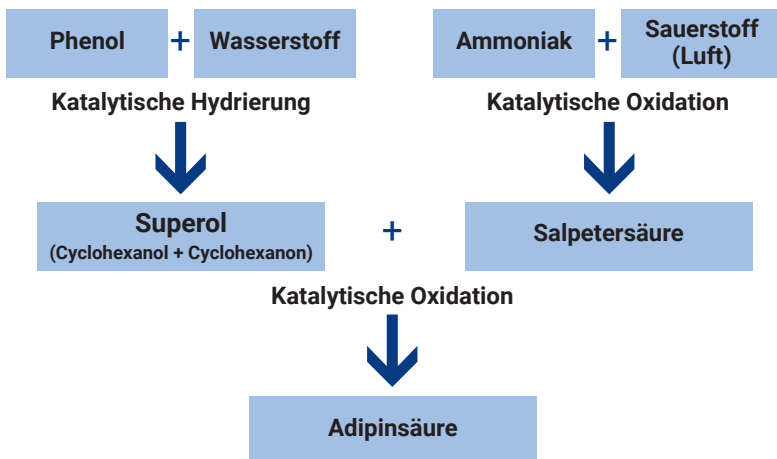 Phenol + Wasserstoff
Ammoniak + Sauerstoff (Luft)
Katalytische Hydrierung
Katalytische Oxidation
Superol
(Cyclohexanol + Cyclohexanon)
+
Salpetersäure
Katalytische Oxidation
Adipinsäure